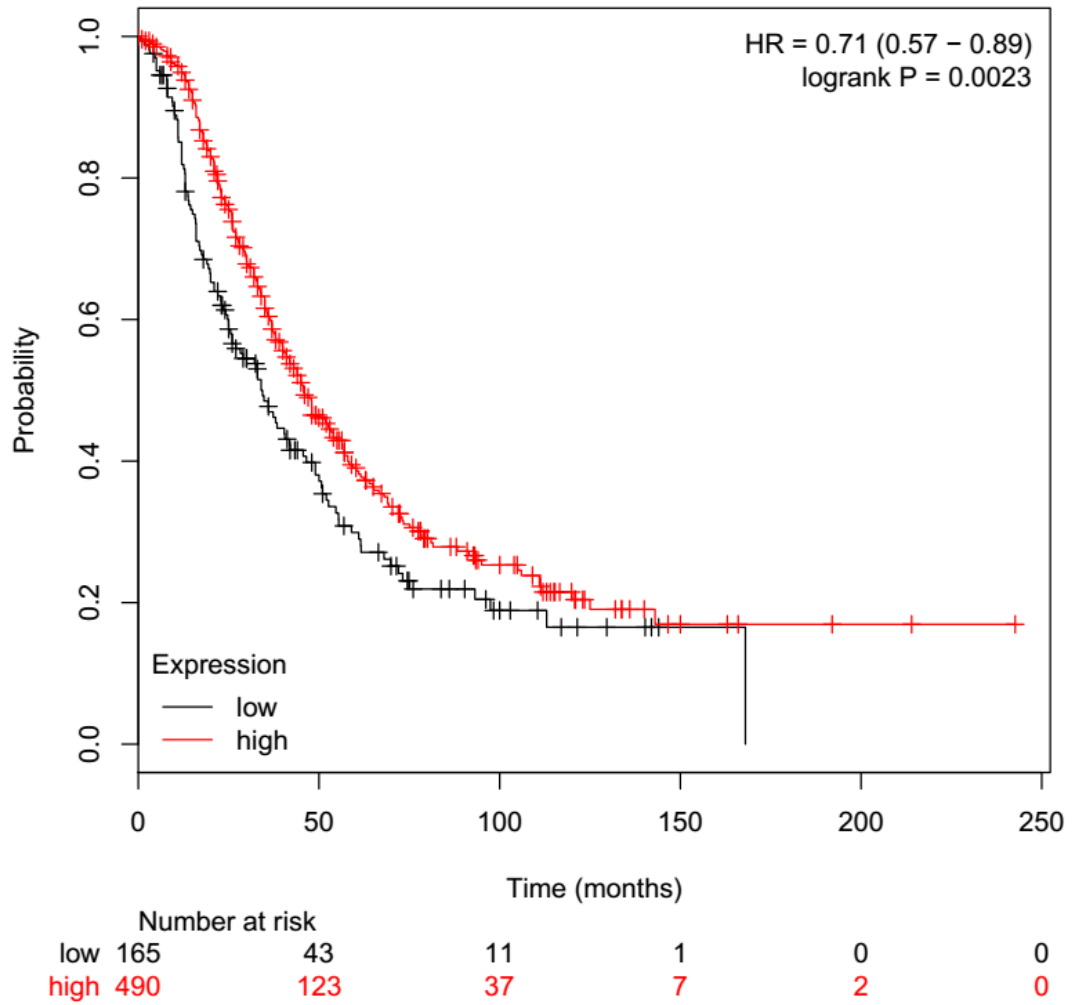 HR = 0.71 (0.57 − 0.89)
logrank P = 0.0023
1.0
0.8
0.6
0.4
0.2
0.0
Probability
Expression
low
high
0 50 100 150 200 250
Time (months)
Number at risk
low 165 43 11 1 0 0
high 490 123 37 7 2 0